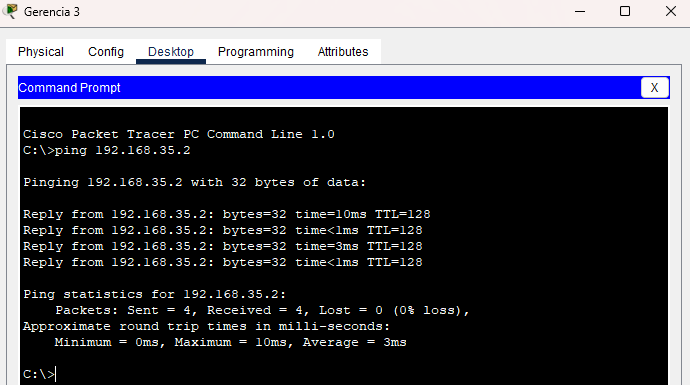 Gerencia 3
Physical Config Desktop Programming Attributes
Command Prompt X
Cisco Packet Tracer PC Command Line 1.0
C:\>ping 192.168.35.2
Pinging 192.168.35.2 with 32 bytes of data:
Reply from 192.168.35.2: bytes=32 time=10ms TTL=128
Reply from 192.168.35.2: bytes=32 time<1ms TTL=128
Reply from 192.168.35.2: bytes=32 time=3ms TTL=128
Reply from 192.168.35.2: bytes=32 time<1ms TTL=128
Ping statistics for 192.168.35.2:
    Packets: Sent = 4, Received = 4, Lost = 0 (0% loss),
Approximate round trip times in milli-seconds:
    Minimum = 0ms, Maximum = 10ms, Average = 3ms
C:\>